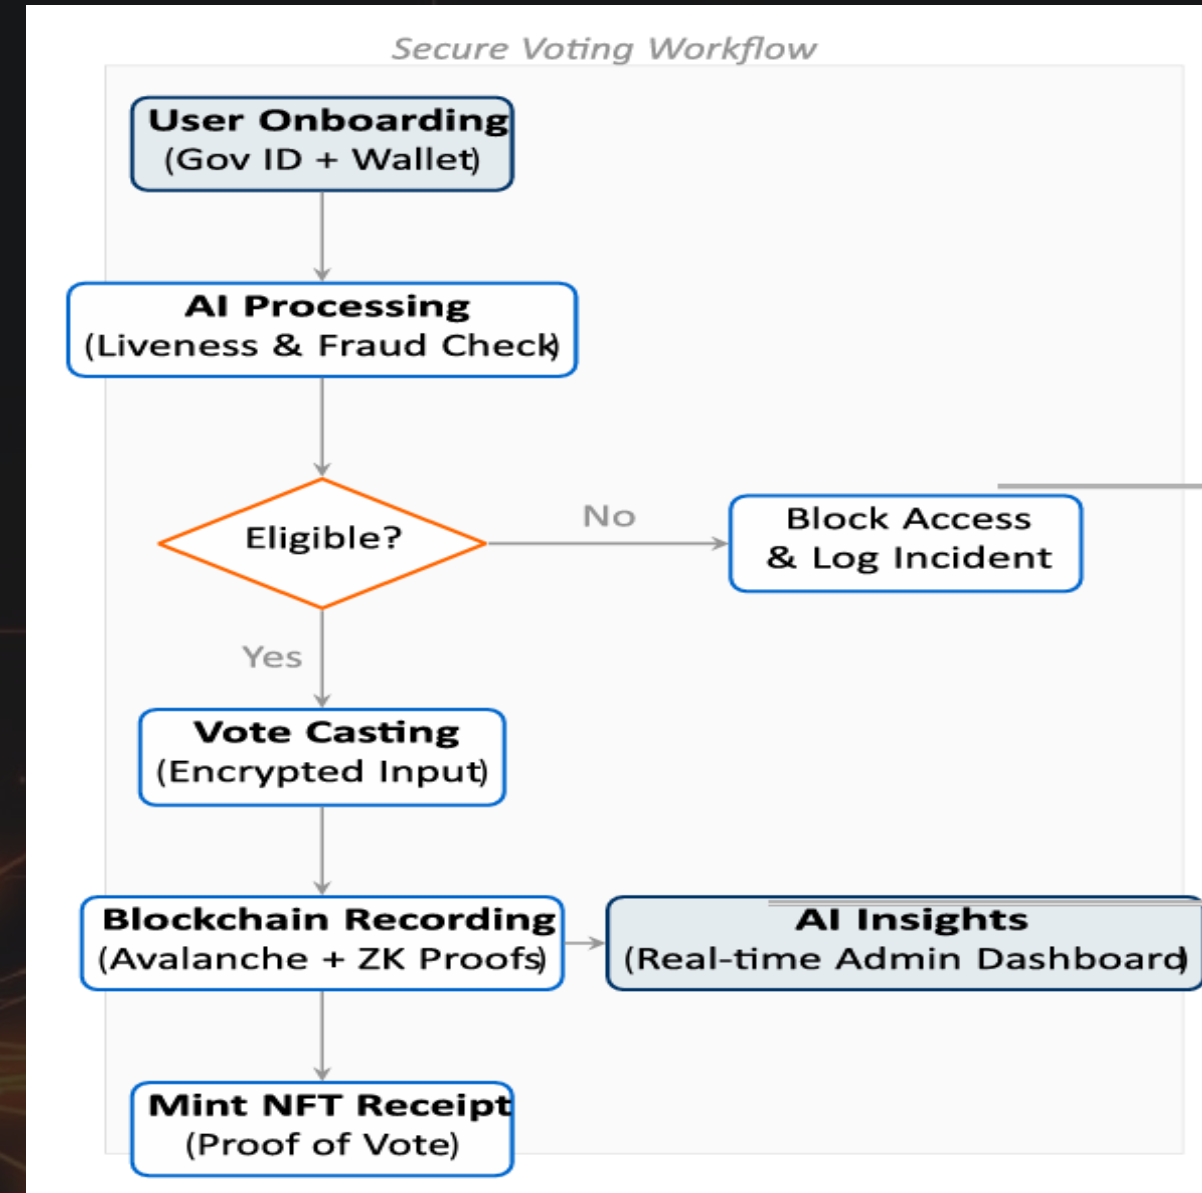 Secure Voting Workflow
User Onboarding
(Gov ID + Wallet)
AI Processing
(Liveness & Fraud Check)
Eligible?
No
Block Access
& Log Incident
Yes
Vote Casting
(Encrypted Input)
Blockchain Recording
(Avalanche + ZK Proofs)
AI Insights
(Real-time Admin Dashboard)
Mint NFT Receipt
(Proof of Vote)